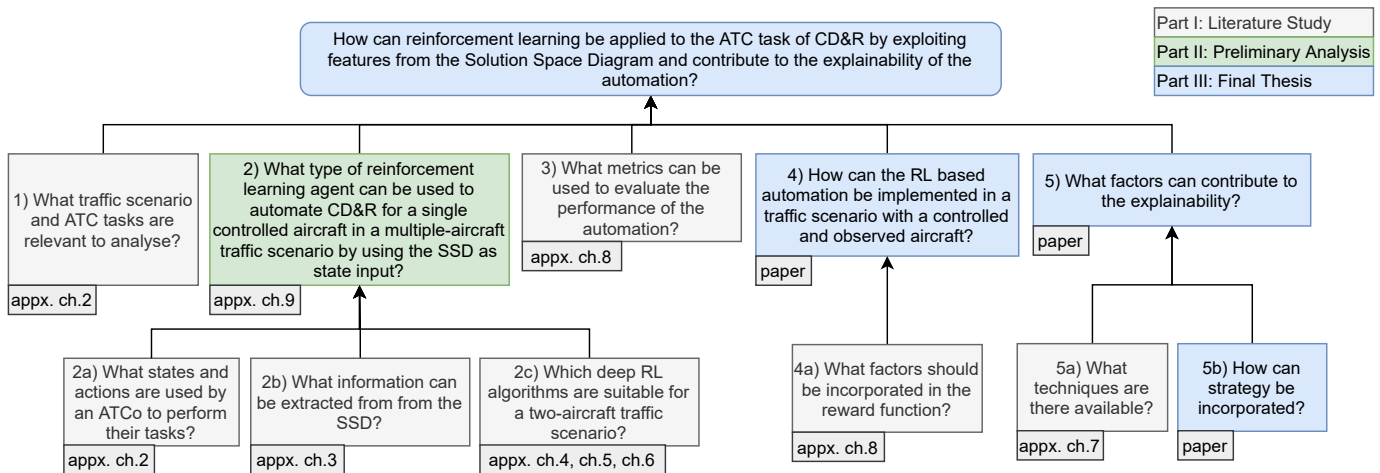 How can reinforcement learning be applied to the ATC task of CD&R by exploiting
features from the Solution Space Diagram and contribute to the explainability of the
automation?
Part I: Literature Study
Part II: Preliminary Analysis
Part III: Final Thesis
1) What traffic scenario
and ATC tasks are
relevant to analyse?
appx. ch.2
2) What type of reinforcement
learning agent can be used to
automate CD&R for a single
controlled aircraft in a multiple-aircraft
traffic scenario by using the SSD as
state input?
appx. ch.9
3) What metrics can be
used to evaluate the
performance of the
automation?
appx. ch.8
4) How can the RL based
automation be implemented in a
traffic scenario with a controlled
and observed aircraft?
paper
5) What factors can contribute to
the explainability?
paper
2a) What states and
actions are used by
an ATCo to perform
their tasks?
appx. ch.2
2b) What information can
be extracted from from the
SSD?
appx. ch.3
2c) Which deep RL
algorithms are suitable for
a two-aircraft traffic
scenario?
appx. ch.4, ch.5, ch.6
4a) What factors should
be incorporated in the
reward function?
appx. ch.8
5a) What
techniques are
there available?
appx. ch.7
5b) How can
strategy be
incorporated?
paper